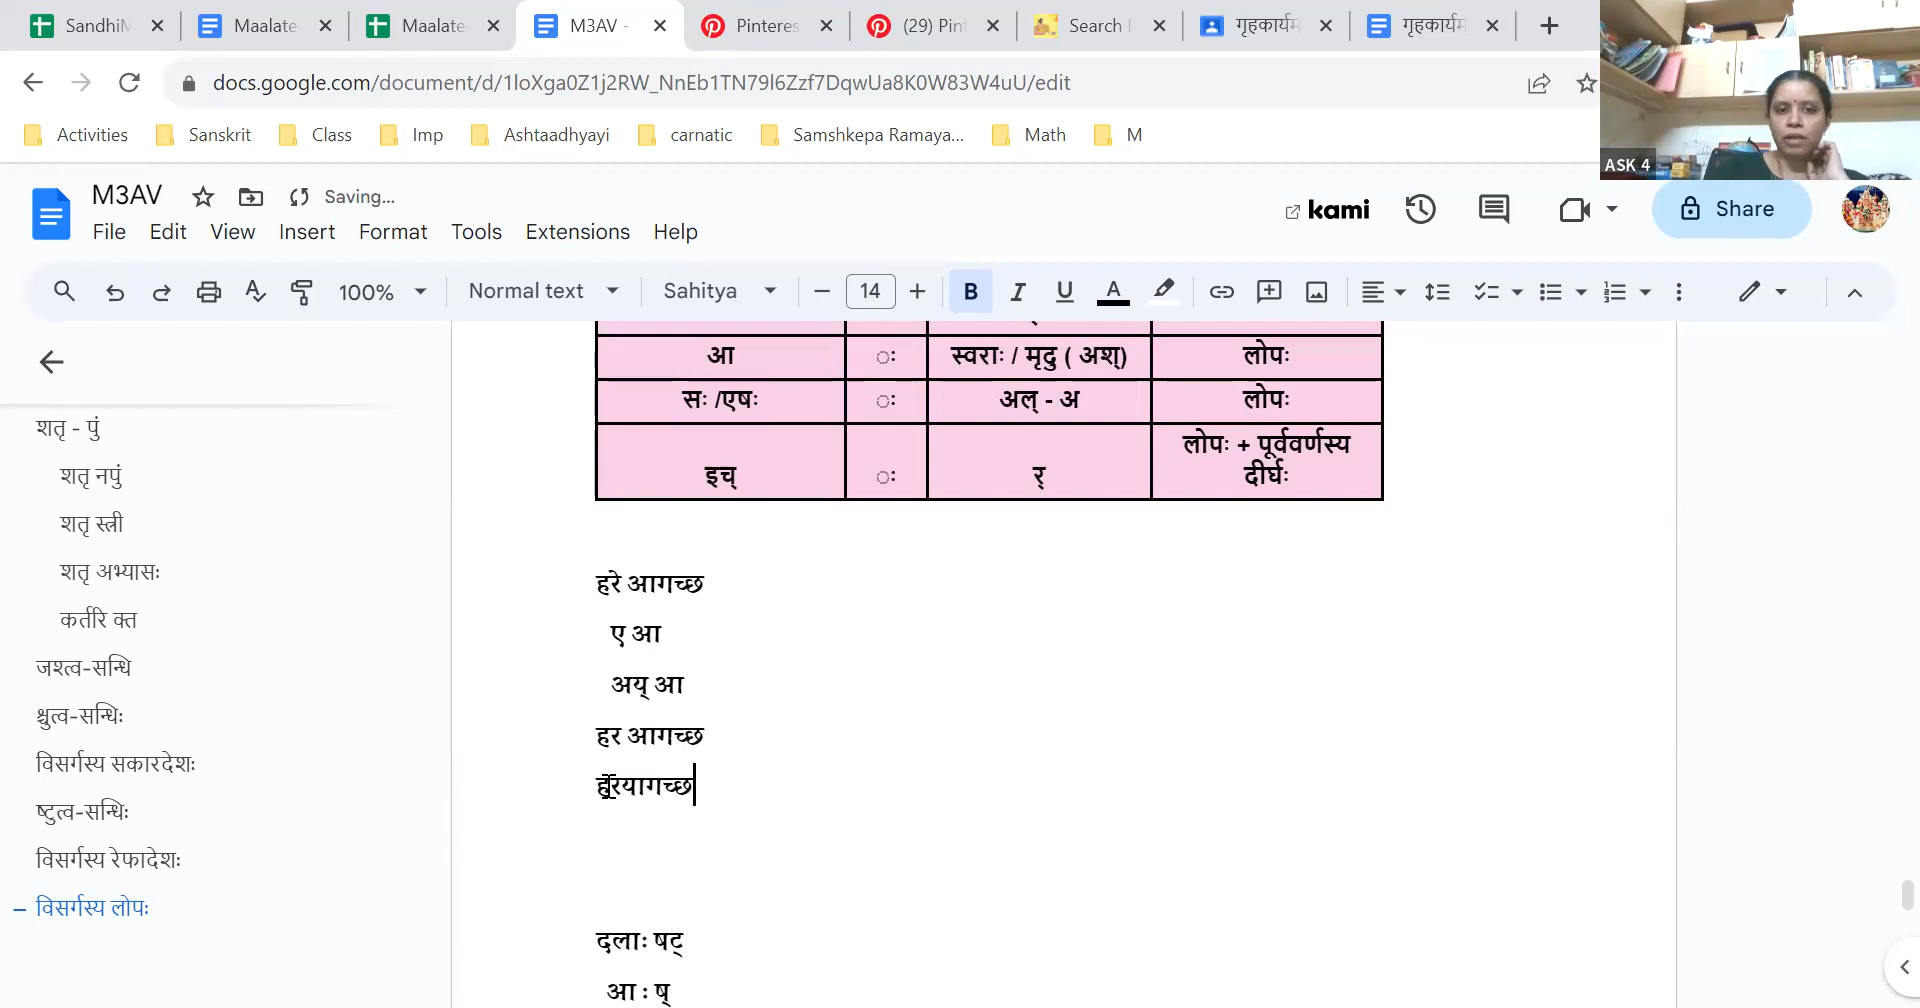 SandhiM
Maalate
Maalate
M3AV -
Pinteres
(29) Pin
Search
गृहकार्यम
गृहकार्यम
docs.google.com/document/d/1loXga0Z1j2RW_NnEb1TN79l6Zzf7DqwUa8K0W83W4uU/edit
Activities Sanskrit Class Imp Ashtaadhyayi carnatic Samshkepa Ramaya... Math M
ASK 4
M3AV Saving...
kami
Share
File Edit View Insert Format Tools Extensions Help
100% Normal text Sahitya 14 B I U A
शतृ - पुं
शतृ नपुं
शतृ स्त्री
शतृ अभ्यासः
कर्तरि क्त
जश्त्व-सन्धि
श्चुत्व-सन्धिः
विसर्गस्य सकारदेशः
ष्टुत्व-सन्धिः
विसर्गस्य रेफादेशः
विसर्गस्य लोपः
आ ः स्वराः / मृदु ( अश्) लोपः
सः /एषः ः अल् - अ लोपः
इच् ः र् लोपः + पूर्ववर्णस्य दीर्घः
हरे आगच्छ
ए आ
अय् आ
हर आगच्छ
हरयागच्छ
दलाः षट्
आ : ष्